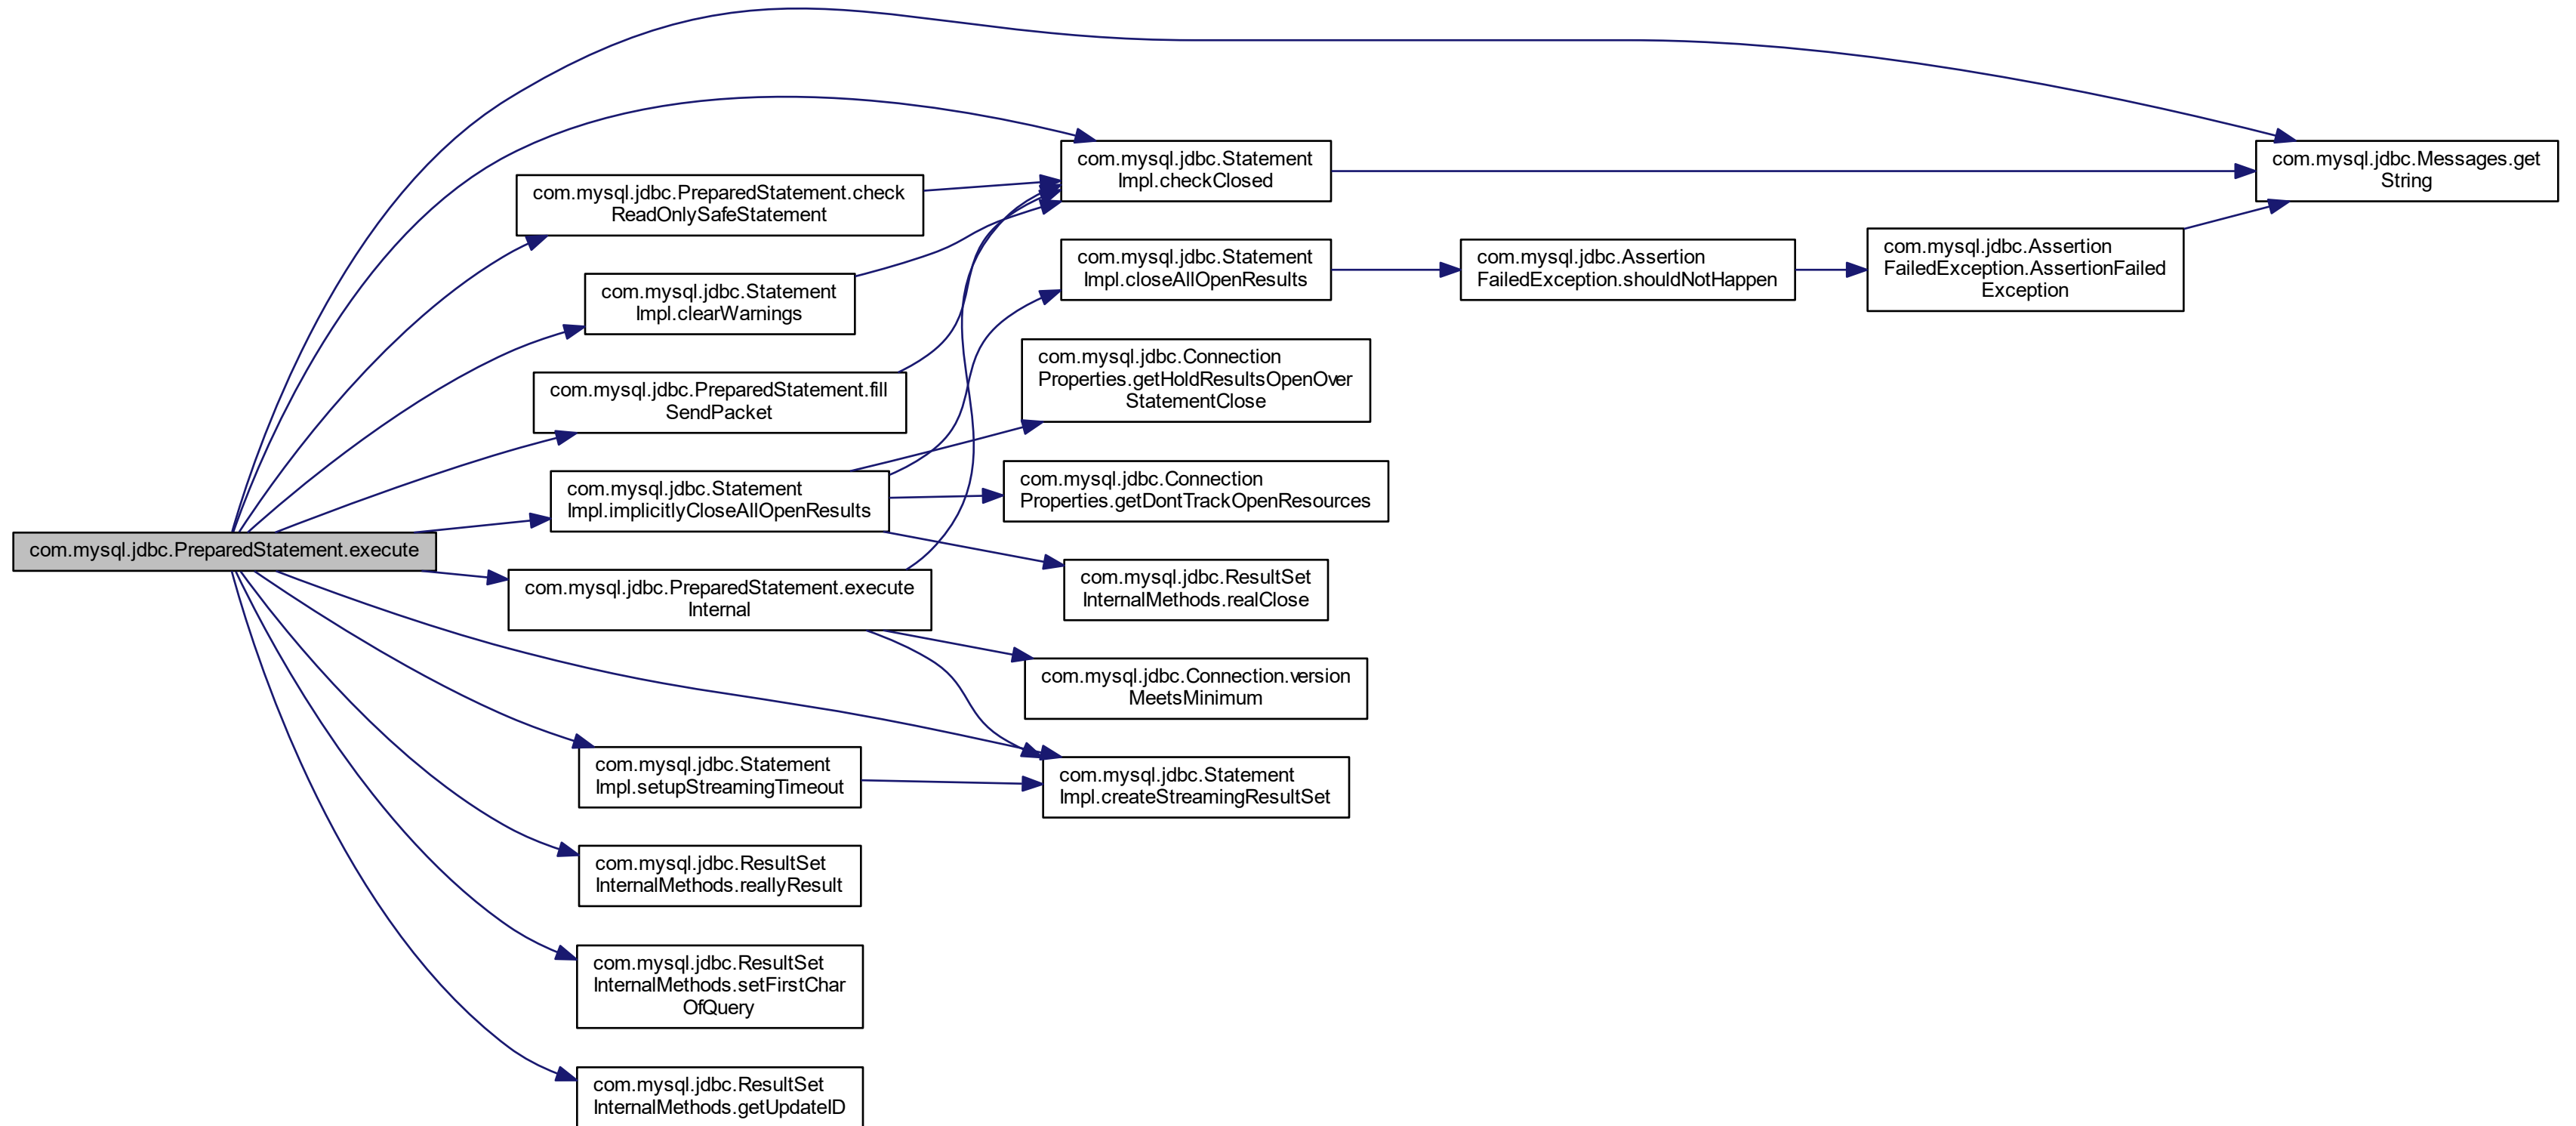 com.mysql.jdbc.PreparedStatement.execute
com.mysql.jdbc.PreparedStatement.check
ReadOnlySafeStatement
com.mysql.jdbc.Statement
Impl.clearWarnings
com.mysql.jdbc.PreparedStatement.fill
SendPacket
com.mysql.jdbc.Statement
Impl.implicitlyCloseAllOpenResults
com.mysql.jdbc.PreparedStatement.execute
Internal
com.mysql.jdbc.Statement
Impl.setupStreamingTimeout
com.mysql.jdbc.ResultSet
InternalMethods.reallyResult
com.mysql.jdbc.ResultSet
InternalMethods.setFirstChar
OfQuery
com.mysql.jdbc.ResultSet
InternalMethods.getUpdateID
com.mysql.jdbc.Statement
Impl.checkClosed
com.mysql.jdbc.Statement
Impl.closeAllOpenResults
com.mysql.jdbc.Connection
Properties.getHoldResultsOpenOver
StatementClose
com.mysql.jdbc.Connection
Properties.getDontTrackOpenResources
com.mysql.jdbc.ResultSet
InternalMethods.realClose
com.mysql.jdbc.Connection.version
MeetsMinimum
com.mysql.jdbc.Statement
Impl.createStreamingResultSet
com.mysql.jdbc.Assertion
FailedException.shouldNotHappen
com.mysql.jdbc.Assertion
FailedException.AssertionFailed
Exception
com.mysql.jdbc.Messages.get
String